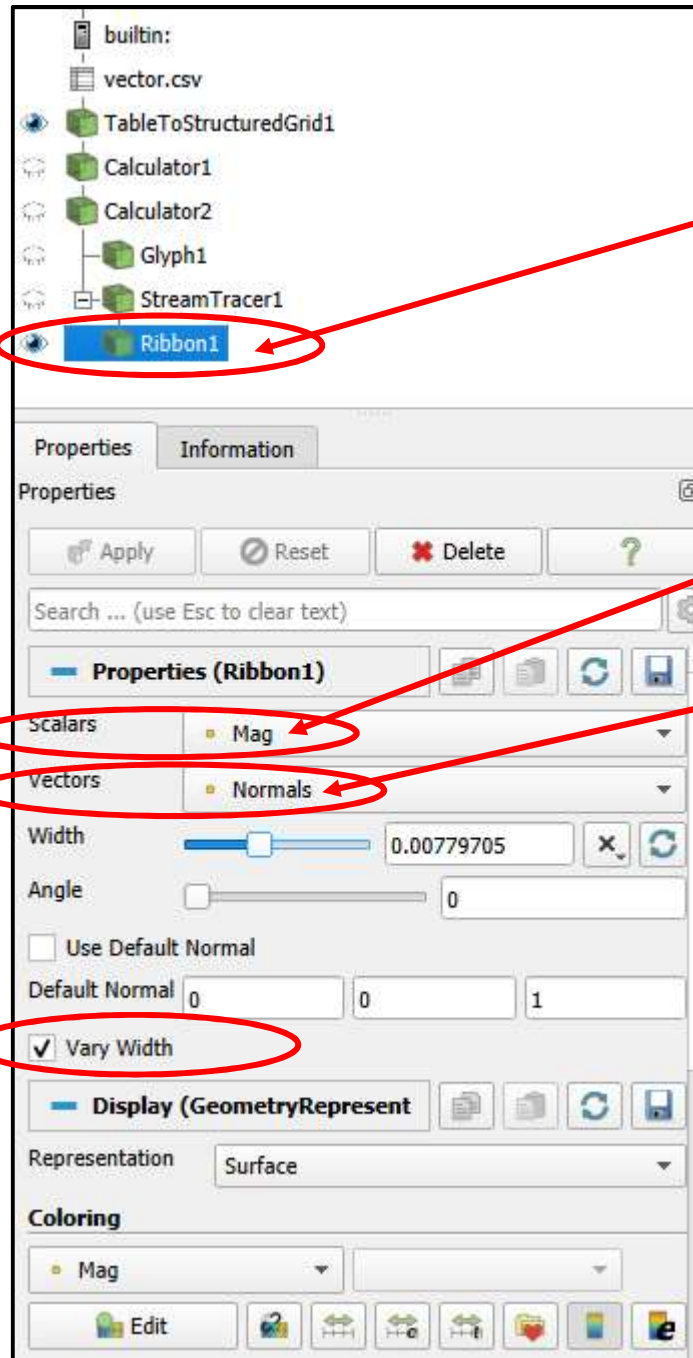 builtin:
vector.csv
TableToStructuredGrid1
Calculator1
Calculator2
Glyph1
StreamTracer1
Ribbon1
Properties Information
Properties
Apply Reset Delete ?
Search ... (use Esc to clear text)
Properties (Ribbon1)
Scalars Mag
Vectors Normals
Width 0.00779705
Angle 0
Use Default Normal
Default Normal 0 0 1
Vary Width
Display (GeometryRepresent
Representation Surface
Coloring
Mag
Edit c t e